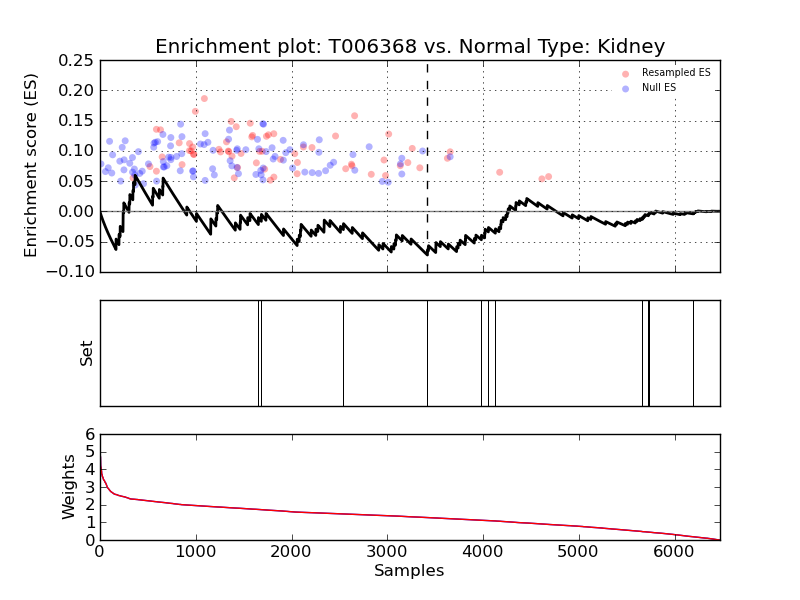 Enrichment plot: T006368 vs. Normal Type: Kidney
Enrichment score (ES)
0.25
0.20
0.15
0.10
0.05
0.00
−0.05
−0.10
Resampled ES
Null ES
Set
Weights
6
5
4
3
2
1
0
0 1000 2000 3000 4000 5000 6000
Samples